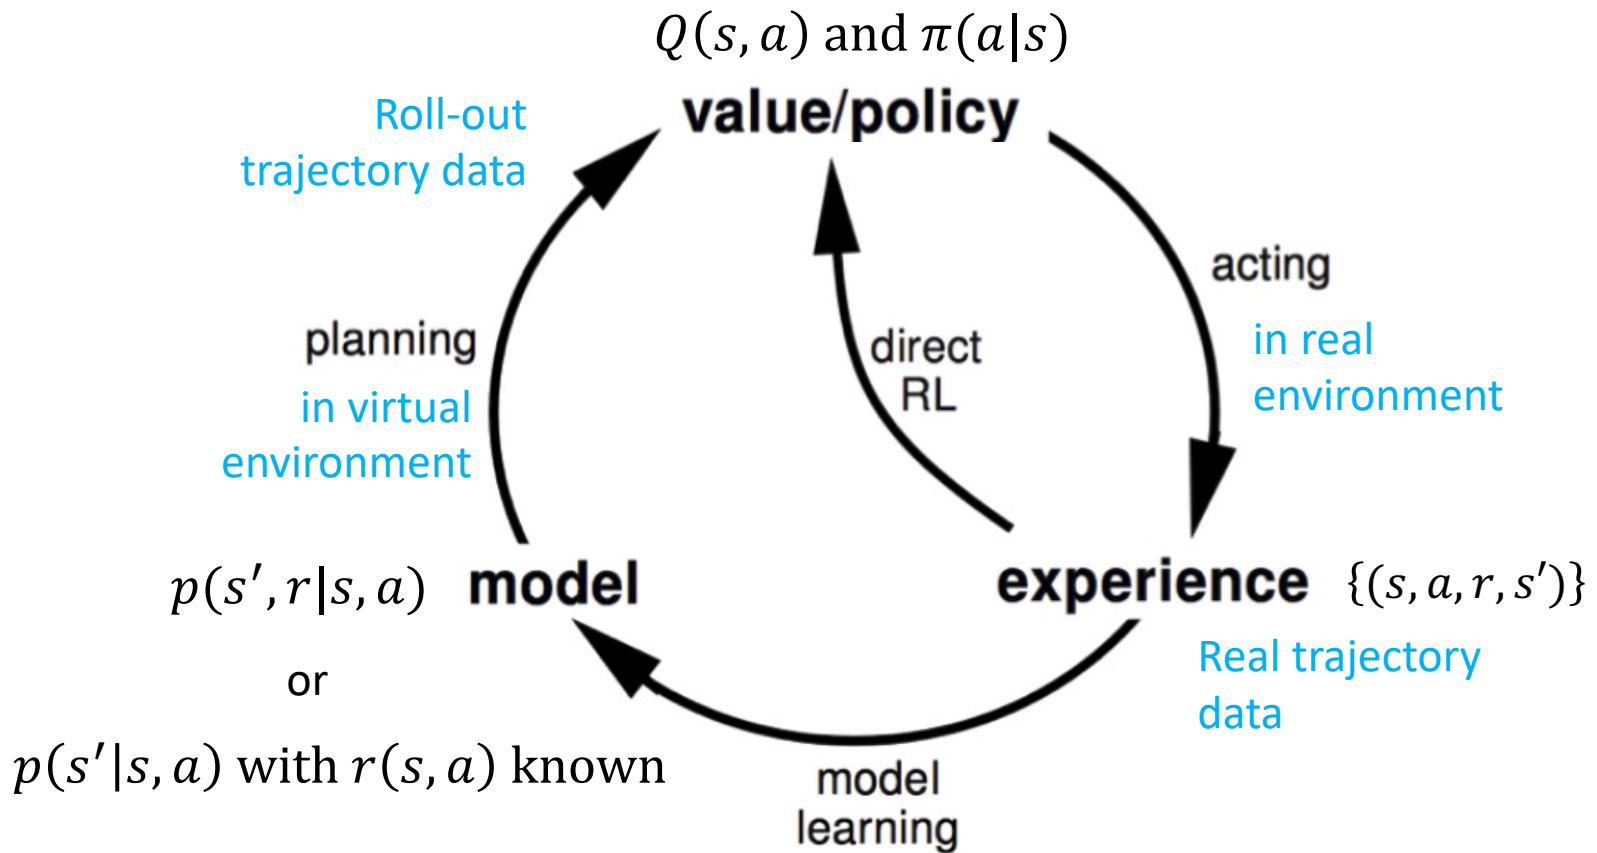 Q(s, a) and π(a|s)
value/policy
Roll-out
trajectory data
acting
in real
environment
planning
in virtual
environment
direct
RL
p(s′, r|s, a)
model
experience
{(s, a, r, s′)}
or
Real trajectory
data
p(s′|s, a) with r(s, a) known
model
learning